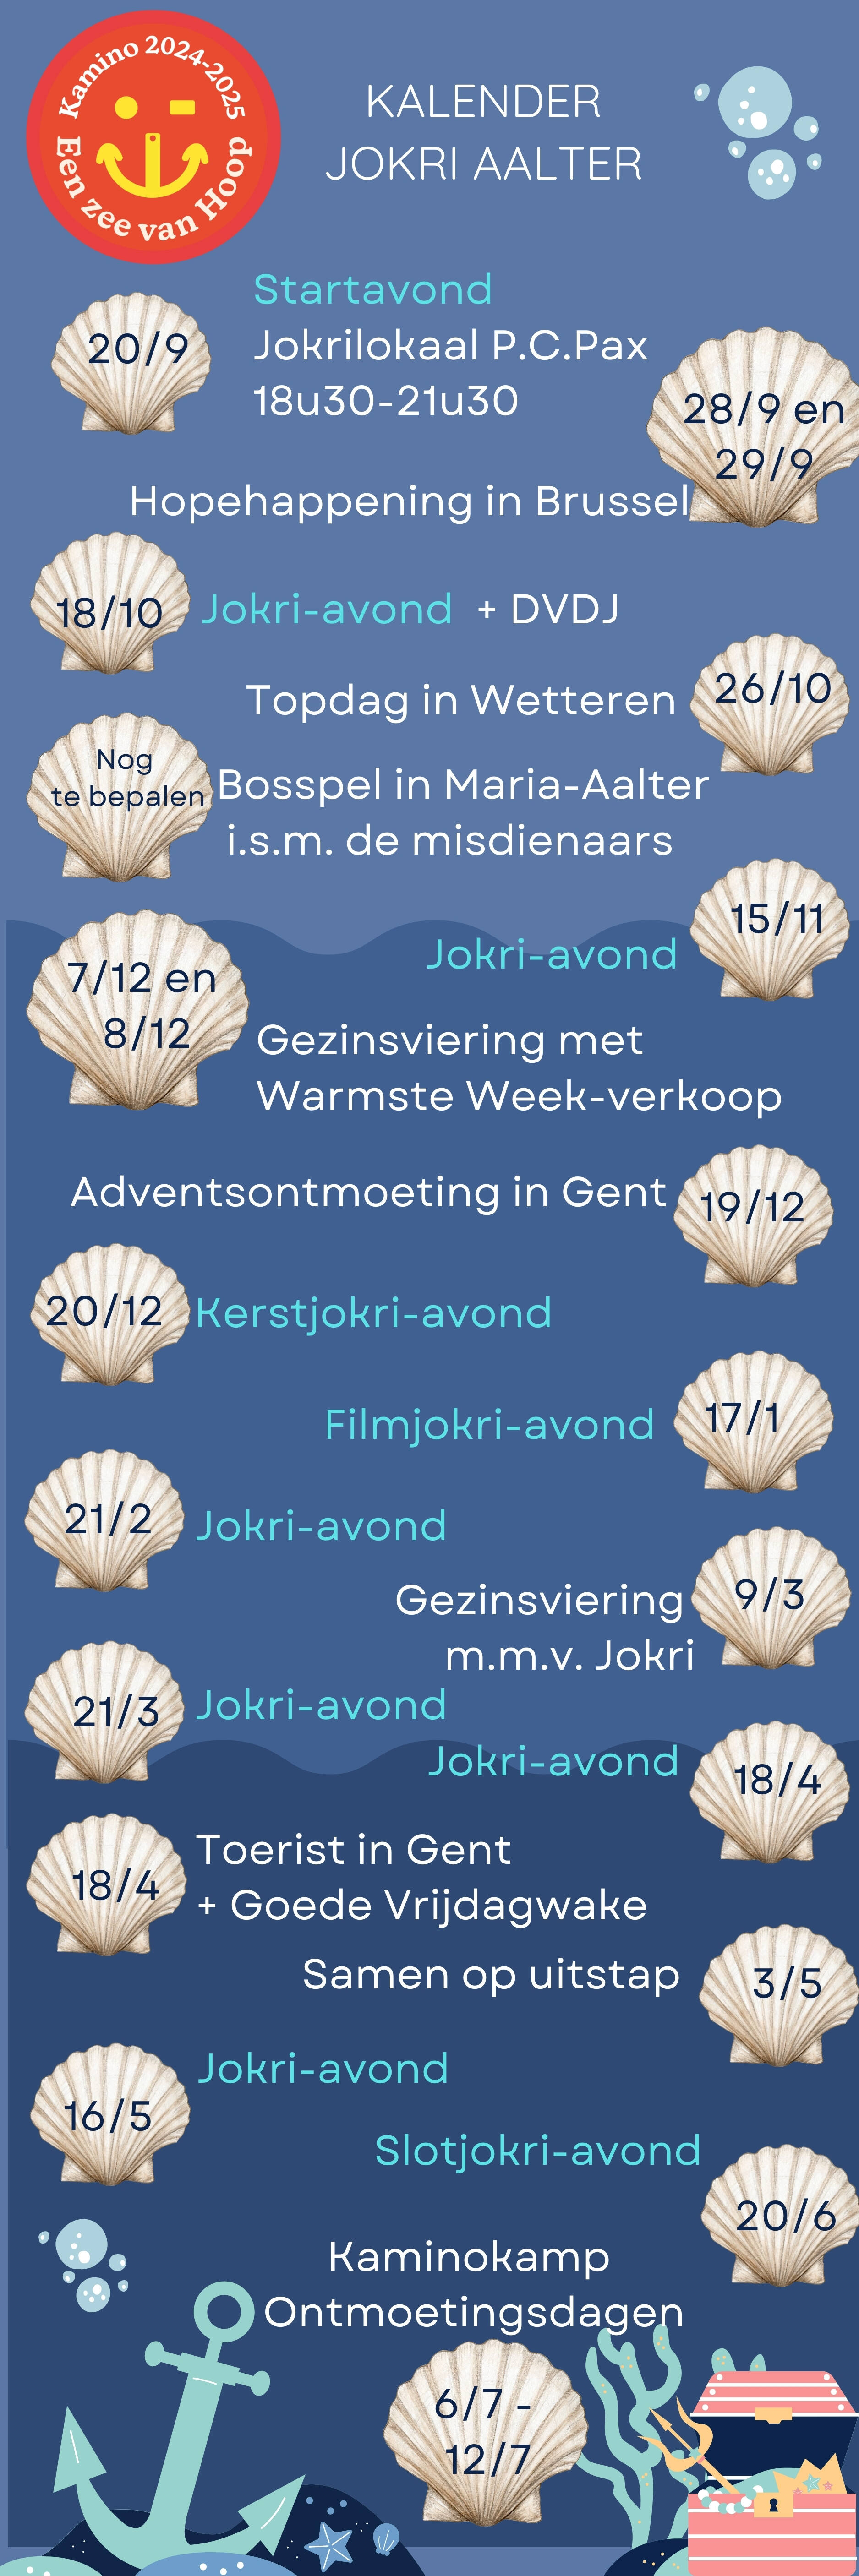 Kamino 2024-2025
Een zee van Hoop
KALENDER
JOKRI AALTER
20/9
Startavond
Jokrilokaal P.C.Pax
18u30-21u30
28/9 en
29/9
Hopehappening in Brussel
18/10
Jokri-avond + DVDJ
Topdag in Wetteren
26/10
Nog
te bepalen
Bosspel in Maria-Aalter
i.s.m. de misdienaars
15/11
Jokri-avond
7/12 en
8/12
Gezinsviering met
Warmste Week-verkoop
Adventsontmoeting in Gent
19/12
20/12
Kerstjokri-avond
Filmjokri-avond
17/1
21/2
Jokri-avond
Gezinsviering
m.m.v. Jokri
9/3
21/3
Jokri-avond
Jokri-avond
18/4
18/4
Toerist in Gent
+ Goede Vrijdagwake
Samen op uitstap
3/5
Jokri-avond
16/5
Slotjokri-avond
20/6
Kaminokamp
Ontmoetingsdagen
6/7 -
12/7